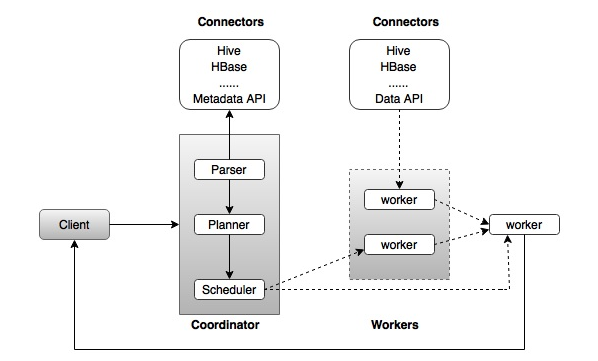 Connectors
Hive
HBase
......
Metadata API
Connectors
Hive
HBase
......
Data API
Parser
Planner
Scheduler
Coordinator
Client
worker
worker
Workers
worker